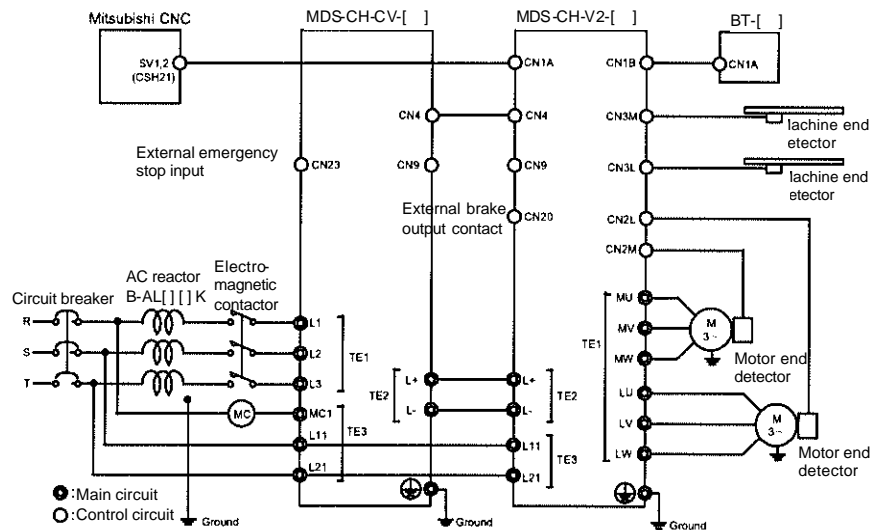 Mitsubishi CNC
MDS-CH-CV-[ ]
MDS-CH-V2-[ ]
BT-[ ]
SV1,2
(CSH21)
CN1A
CN1B
CN1A
CN4
CN4
CN3M
achine end
etector
External emergency
stop input
CN23
CN9
CN9
CN3L
achine end
etector
External brake
output contact
CN20
CN2L
CN2M
Circuit breaker
AC reactor
B-AL[ ] [ ] K
Electro-
magnetic
contactor
R
S
T
L1
L2
L3
TE1
MC
MC1
L11
L21
TE3
TE2
L+
L-
L+
L-
TE2
L11
L21
TE3
MU
MV
MW
TE1
LU
LV
LW
M
3~
Motor end
detector
M
3~
Motor end
detector
:Main circuit
:Control circuit
Ground
Ground
Ground